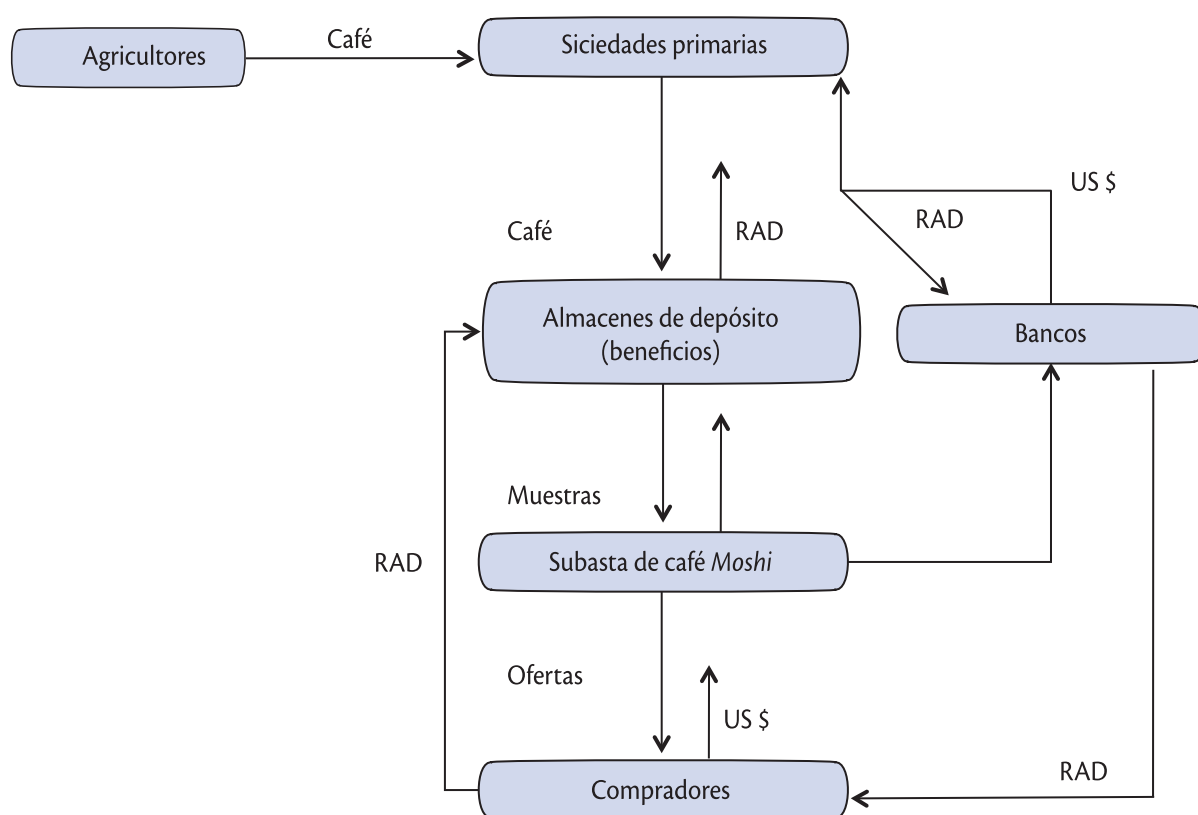 Agricultores
Café
Siciedades primarias
US $
RAD
Café
RAD
Almacenes de depósito
(beneficios)
Bancos
Muestras
RAD
Subasta de café Moshi
Ofertas
US $
RAD
Compradores